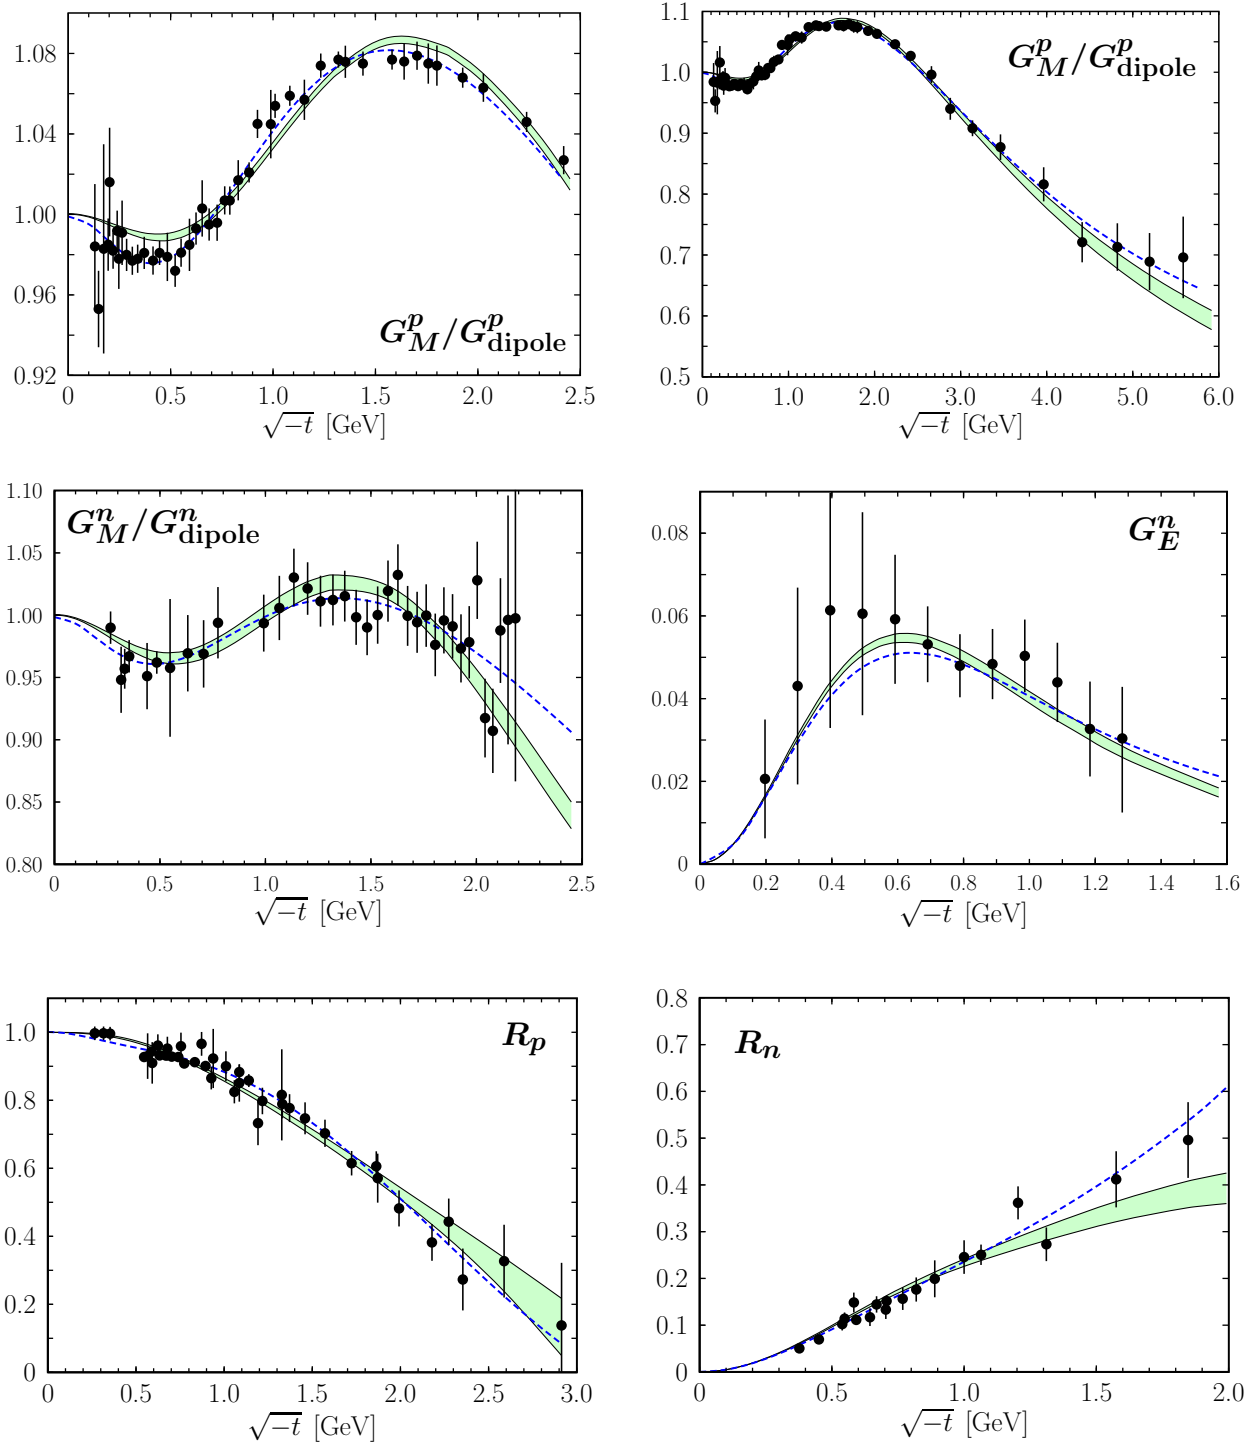 G_M^p/G_dipole^p
1.08
1.04
1.00
0.96
0.92
0 0.5 1.0 1.5 2.0 2.5
√−t [GeV]
G_M^p/G_dipole^p
1.1
1.0
0.9
0.8
0.7
0.6
0.5
0 1.0 2.0 3.0 4.0 5.0 6.0
√−t [GeV]
G_M^n/G_dipole^n
1.10
1.05
1.00
0.95
0.90
0.85
0.80
0 0.5 1.0 1.5 2.0 2.5
√−t [GeV]
G_E^n
0.08
0.06
0.04
0.02
0
0 0.2 0.4 0.6 0.8 1.0 1.2 1.4 1.6
√−t [GeV]
R_p
1.0
0.8
0.6
0.4
0.2
0
0 0.5 1.0 1.5 2.0 2.5 3.0
√−t [GeV]
R_n
0.8
0.7
0.6
0.5
0.4
0.3
0.2
0.1
0
0 0.5 1.0 1.5 2.0
√−t [GeV]